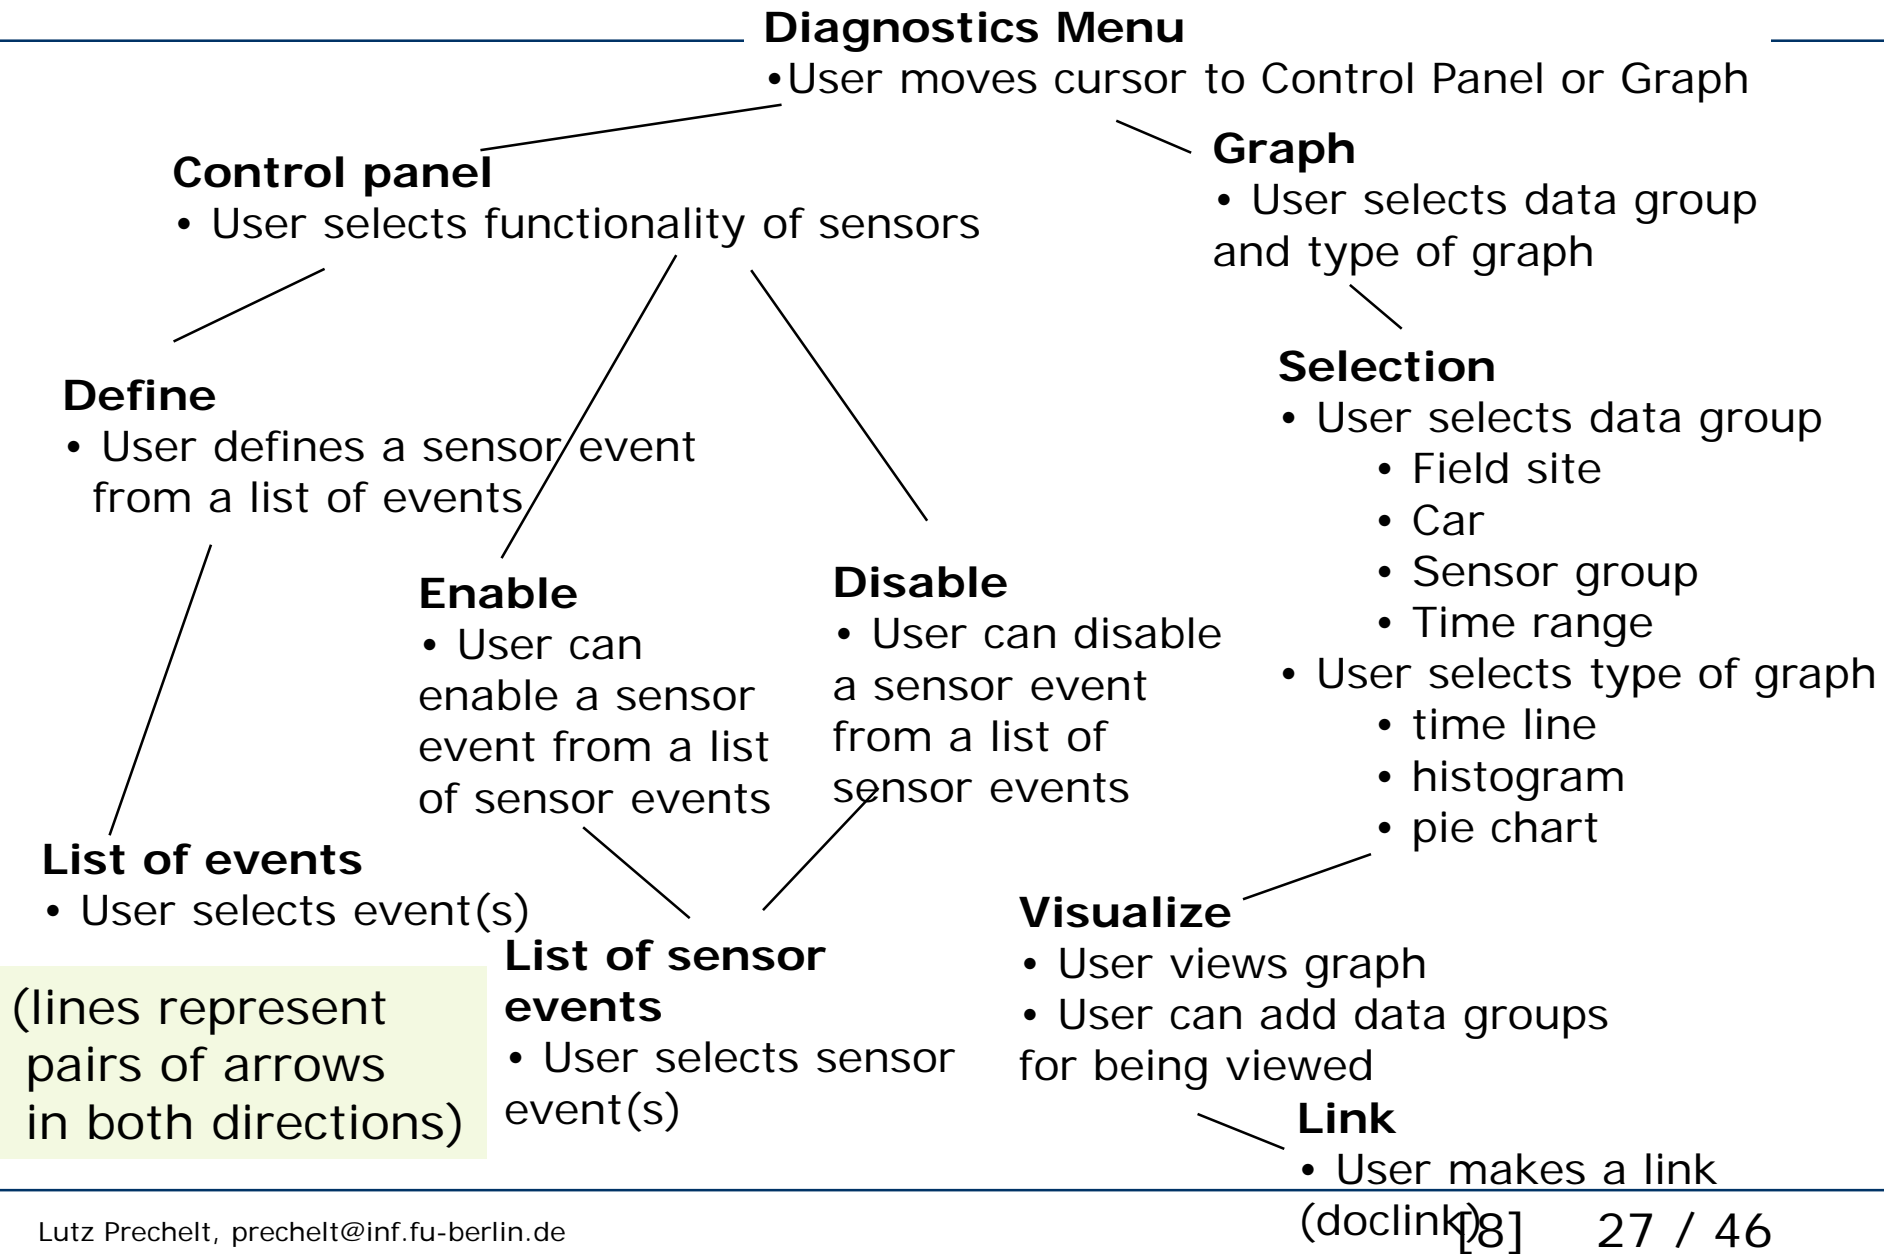 Diagnostics Menu
•User moves cursor to Control Panel or Graph
Control panel
• User selects functionality of sensors
Graph
• User selects data group
and type of graph
Define
• User defines a sensor event
from a list of events
Enable
• User can
enable a sensor
event from a list
of sensor events
Disable
• User can disable
a sensor event
from a list of
sensor events
Selection
• User selects data group
• Field site
• Car
• Sensor group
• Time range
• User selects type of graph
• time line
• histogram
• pie chart
List of events
• User selects event(s)
List of sensor
events
• User selects sensor
event(s)
Visualize
• User views graph
• User can add data groups
for being viewed
Link
• User makes a link
(doclink)
(lines represent
pairs of arrows
in both directions)
Lutz Prechelt, prechelt@inf.fu-berlin.de
[8] 27 / 46